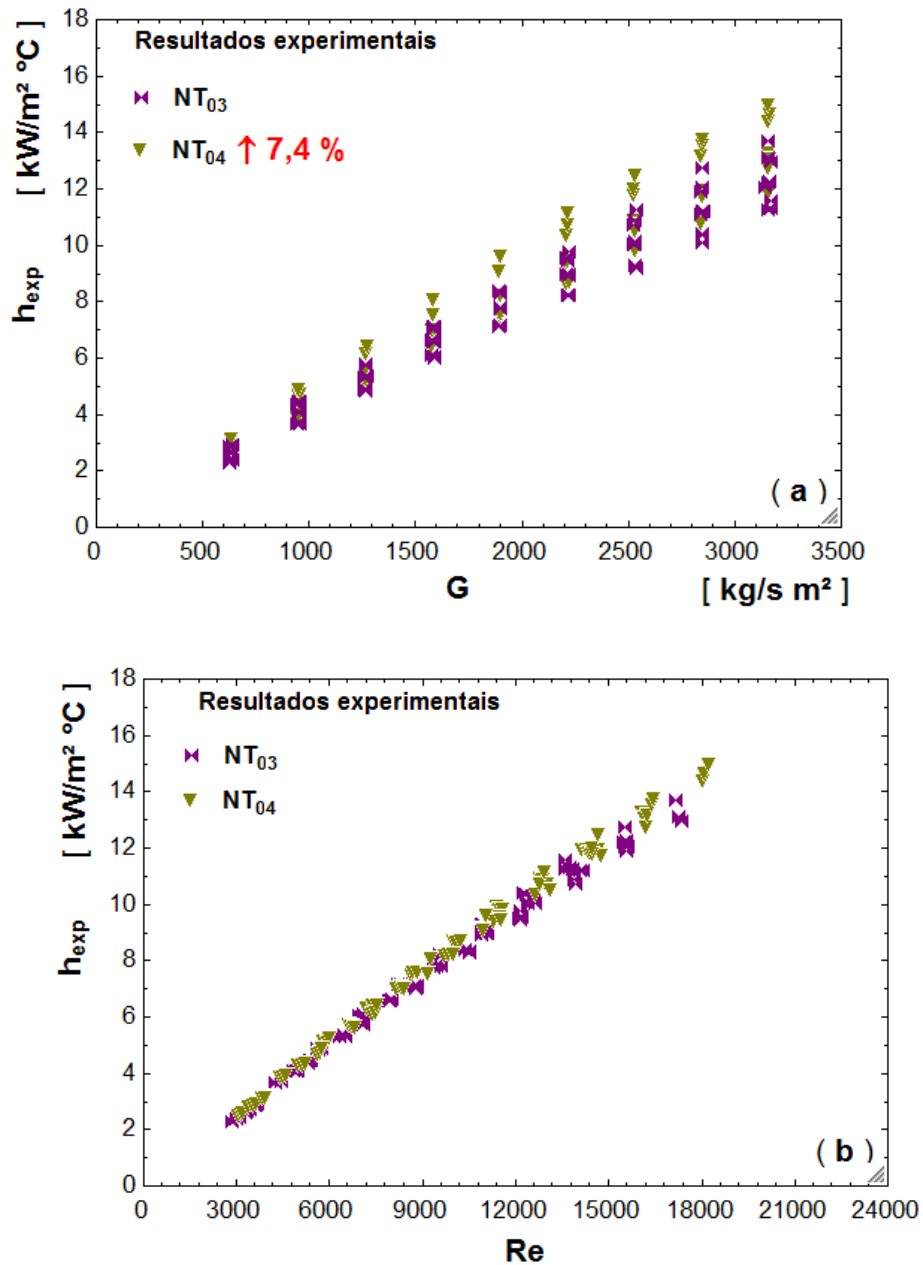 18
16
14
12
10
8
6
4
2
0
h_exp [ kW/m² °C ]
Resultados experimentais
NT₀₃
NT₀₄ ↑ 7,4 %
( a )
0 500 1000 1500 2000 2500 3000 3500
G [ kg/s m² ]
18
16
14
12
10
8
6
4
2
0
h_exp [ kW/m² °C ]
Resultados experimentais
NT₀₃
NT₀₄
( b )
0 3000 6000 9000 12000 15000 18000 21000 24000
Re